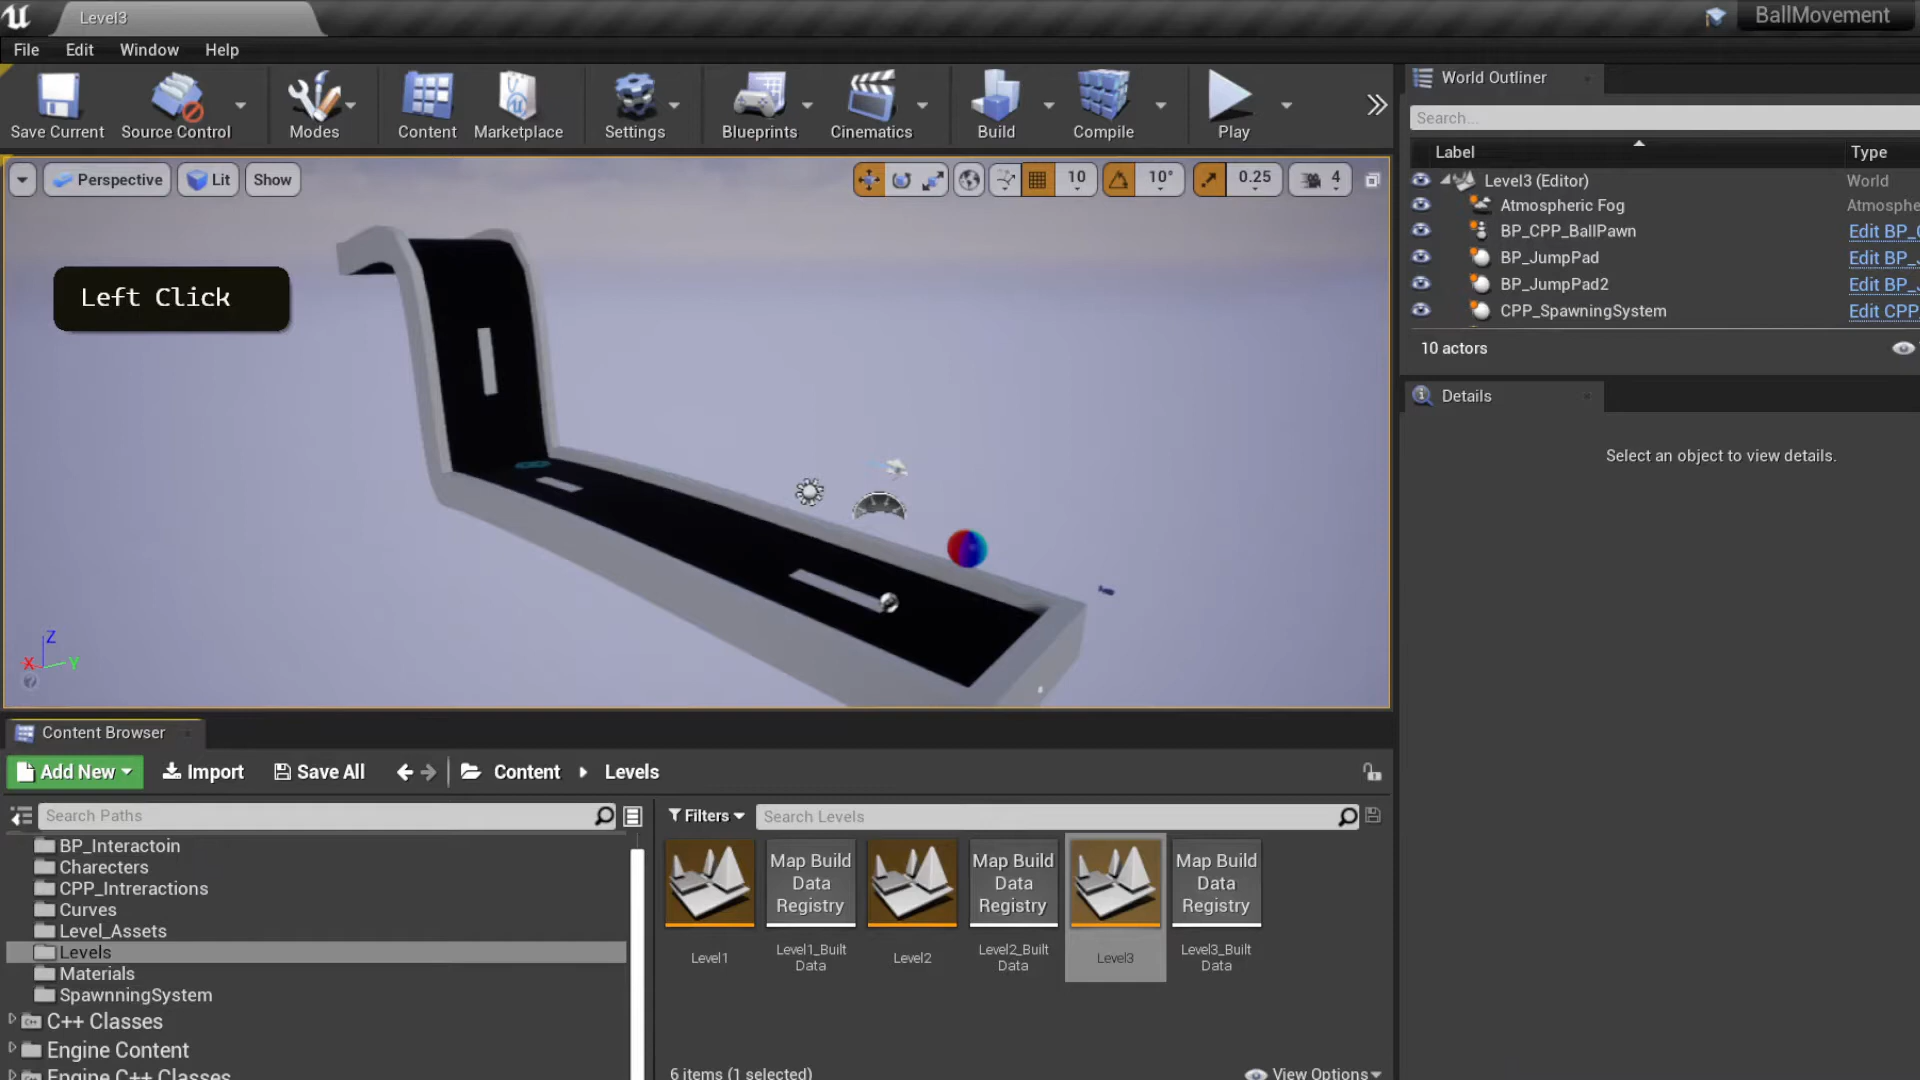 Level3
BallMovement
File Edit Window Help
Save Current
Source Control
Modes
Content
Marketplace
Settings
Blueprints
Cinematics
Build
Compile
Play
World Outliner
Search...
Label
Type
Level3 (Editor)
World
Atmospheric Fog
Atmosphe
BP_CPP_BallPawn
Edit BP_C
BP_JumpPad
Edit BP_J
BP_JumpPad2
Edit BP_J
CPP_SpawningSystem
Edit CPP_
10 actors
Details
Select an object to view details.
Perspective
Lit
Show
10
10°
0.25
4
Left Click
Z
X
Y
Content Browser
Add New
Import
Save All
Content
Levels
Search Paths
Filters
Search Levels
BP_Interactoin
Charecters
CPP_Intreractions
Curves
Level_Assets
Levels
Materials
SpawnningSystem
C++ Classes
Engine Content
Engine C++ Classes
Map Build
Data
Registry
Map Build
Data
Registry
Map Build
Data
Registry
Level1
Level1_Built
Data
Level2
Level2_Built
Data
Level3
Level3_Built
Data
6 items (1 selected)
View Options